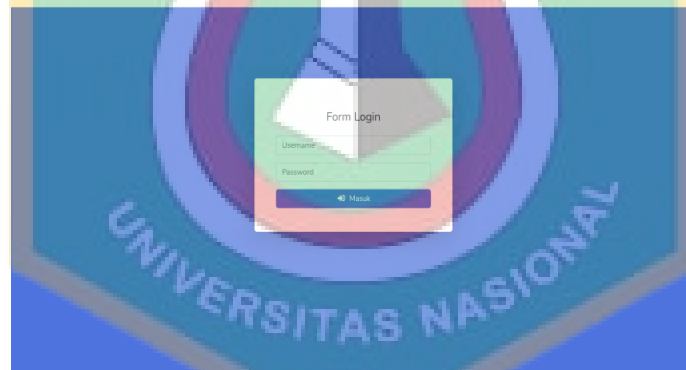 Form Login
Username
Password
Masuk
UNIVERSITAS NASIONAL